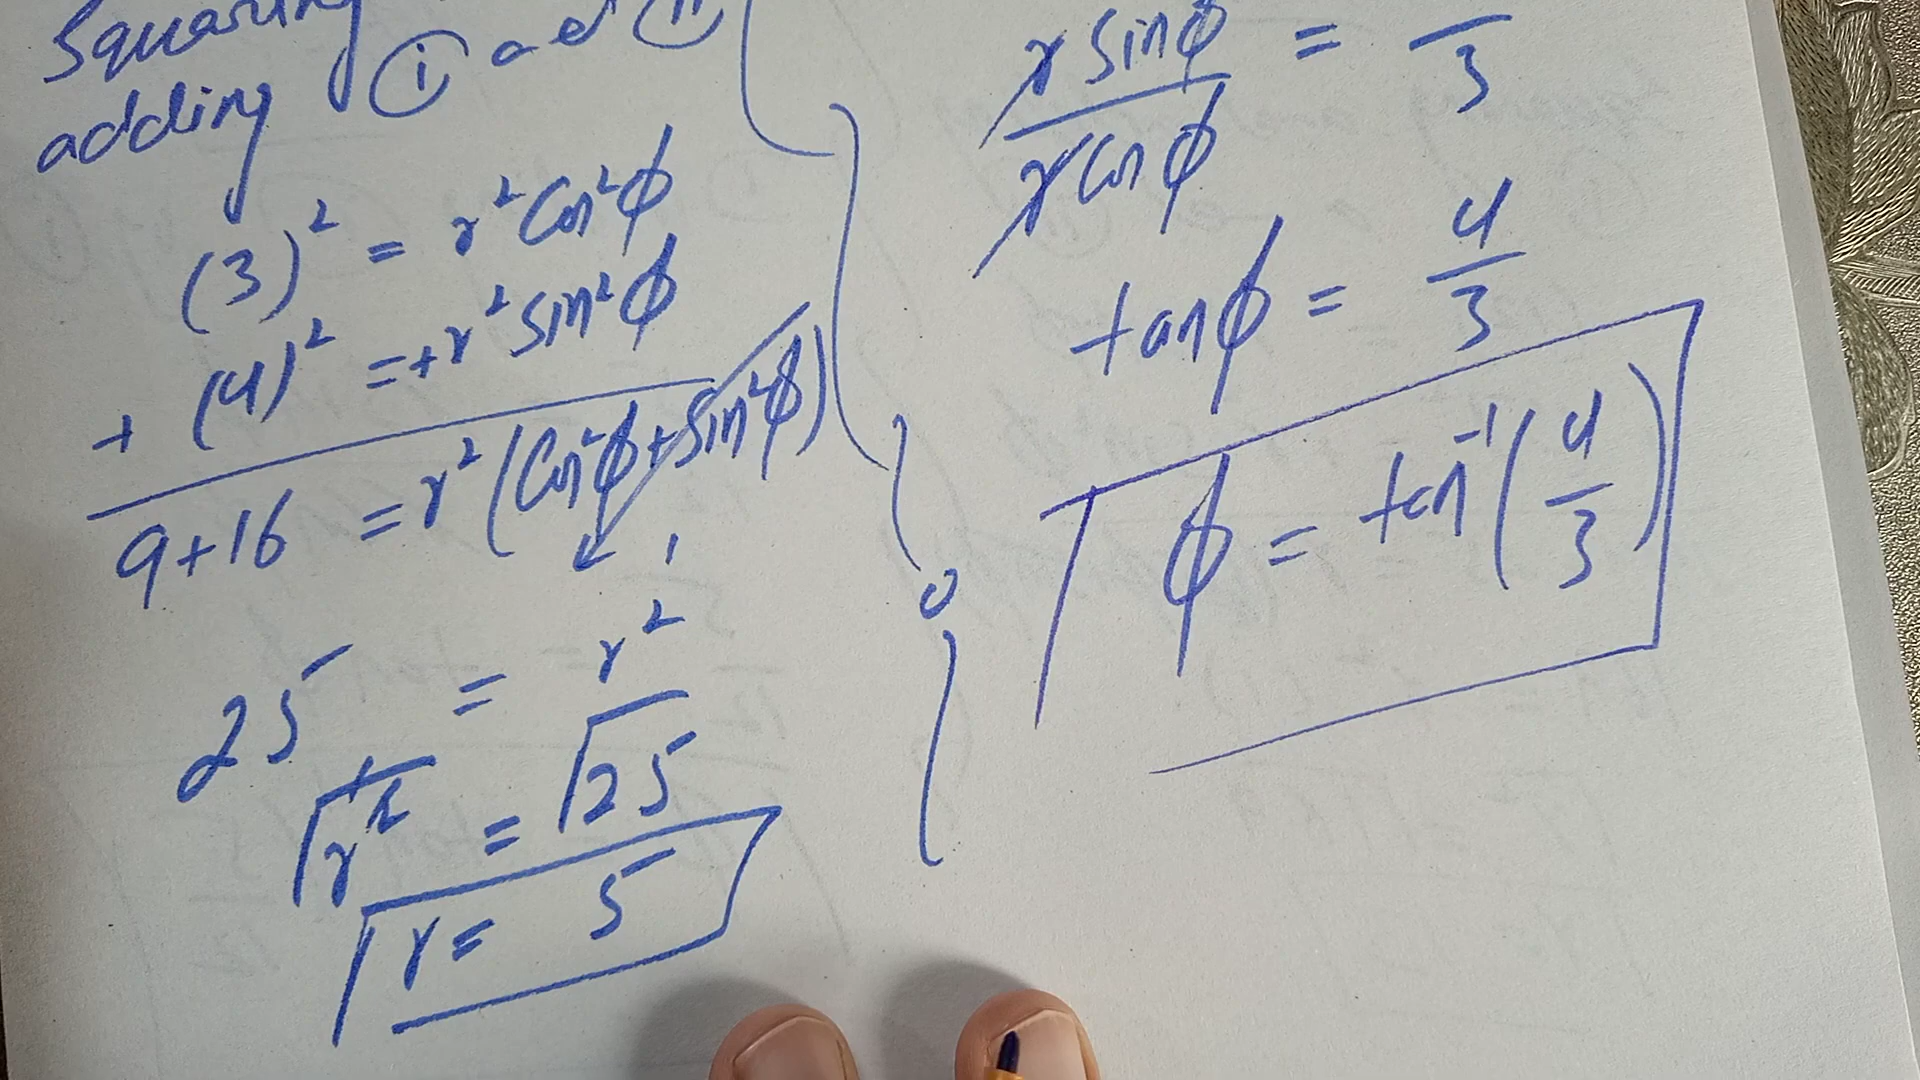 Squaring
adding (i) and (ii)
(3)² = r² Cos²φ
+ (4)² = + r² Sin²φ
9+16 = r² (Cos²φ + Sin²φ)
1
25 = r²
√r² = √25
r = 5
r Sinφ / r Cosφ = / 3
tanφ = 4/3
φ = tan⁻¹(4/3)